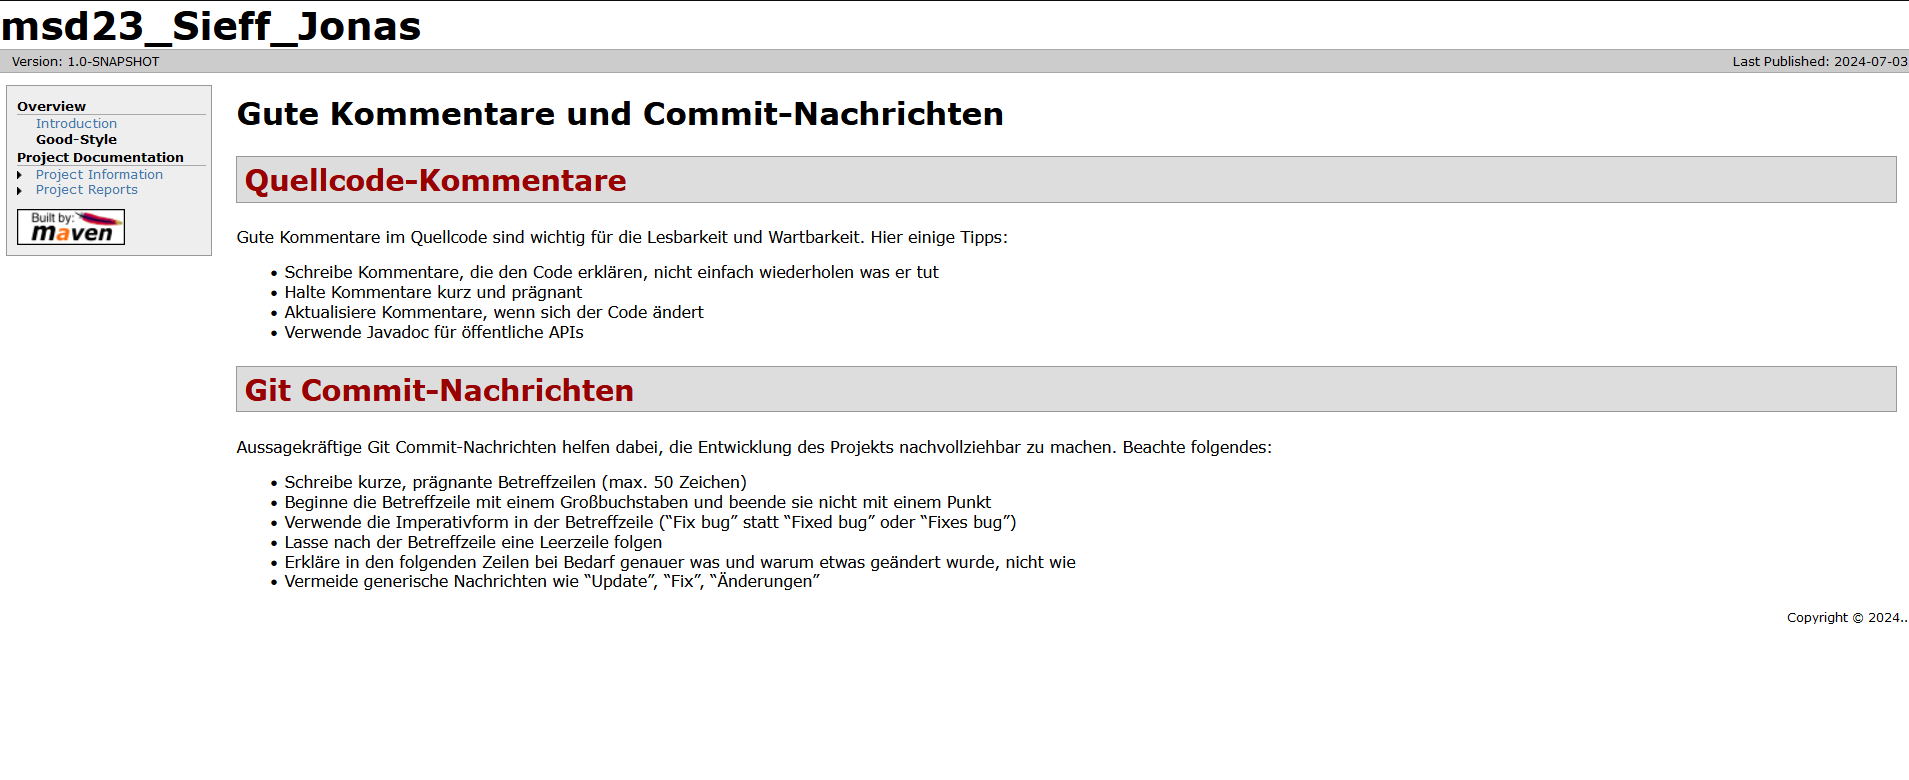 msd23_Sieff_Jonas
Version: 1.0-SNAPSHOT
Last Published: 2024-07-03
Overview
Introduction
Good-Style
Project Documentation
Project Information
Project Reports
Built by:
maven
Gute Kommentare und Commit-Nachrichten
Quellcode-Kommentare
Gute Kommentare im Quellcode sind wichtig für die Lesbarkeit und Wartbarkeit. Hier einige Tipps:
• Schreibe Kommentare, die den Code erklären, nicht einfach wiederholen was er tut
• Halte Kommentare kurz und prägnant
• Aktualisiere Kommentare, wenn sich der Code ändert
• Verwende Javadoc für öffentliche APIs
Git Commit-Nachrichten
Aussagekräftige Git Commit-Nachrichten helfen dabei, die Entwicklung des Projekts nachvollziehbar zu machen. Beachte folgendes:
• Schreibe kurze, prägnante Betreffzeilen (max. 50 Zeichen)
• Beginne die Betreffzeile mit einem Großbuchstaben und beende sie nicht mit einem Punkt
• Verwende die Imperativform in der Betreffzeile (“Fix bug” statt “Fixed bug” oder “Fixes bug”)
• Lasse nach der Betreffzeile eine Leerzeile folgen
• Erkläre in den folgenden Zeilen bei Bedarf genauer was und warum etwas geändert wurde, nicht wie
• Vermeide generische Nachrichten wie “Update”, “Fix”, “Änderungen”
Copyright © 2024..